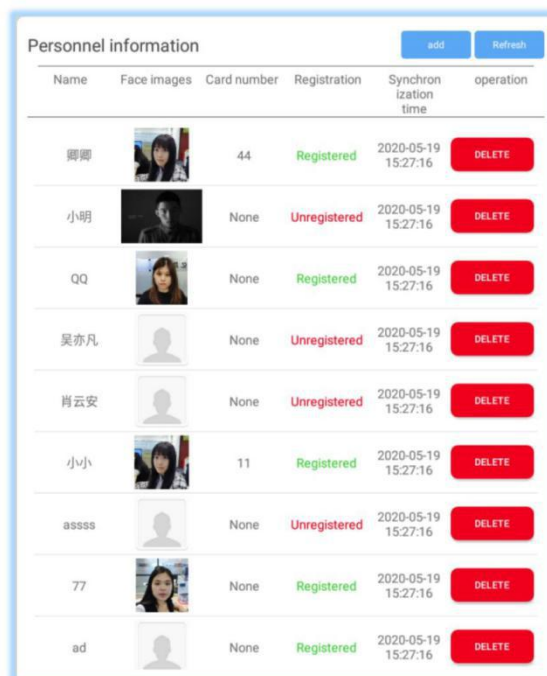 Personnel information add Refresh
Name Face images Card number Registration Synchron operation
ization
time
卿卿 44 Registered 2020-05-19 DELETE
15:27:16
小明 None Unregistered 2020-05-19 DELETE
15:27:16
QQ None Registered 2020-05-19 DELETE
15:27:16
吴亦凡 None Unregistered 2020-05-19 DELETE
15:27:16
肖云安 None Unregistered 2020-05-19 DELETE
15:27:16
小小 11 Registered 2020-05-19 DELETE
15:27:16
assss None Unregistered 2020-05-19 DELETE
15:27:16
77 None Registered 2020-05-19 DELETE
15:27:16
ad None Registered 2020-05-19 DELETE
15:27:16